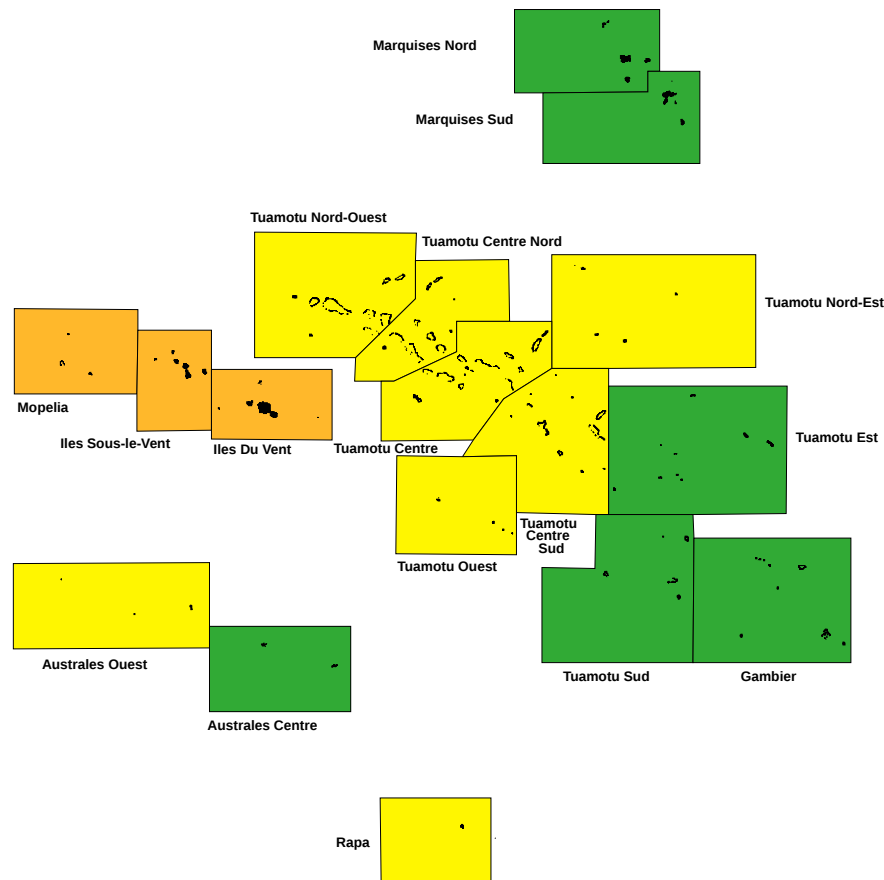 Marquises Nord
Marquises Sud
Tuamotu Nord-Ouest
Tuamotu Centre Nord
Tuamotu Nord-Est
Mopelia
Iles Sous-le-Vent
Iles Du Vent
Tuamotu Centre
Tuamotu Est
Tuamotu
Centre
Sud
Tuamotu Ouest
Australes Ouest
Tuamotu Sud
Gambier
Australes Centre
Rapa